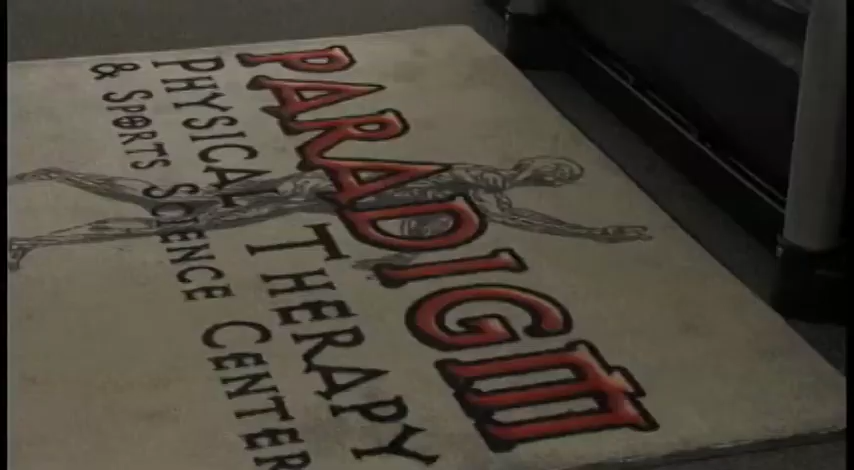 PARADIGM
PHYSICAL THERAPY
& SPORTS SCIENCE CENTER